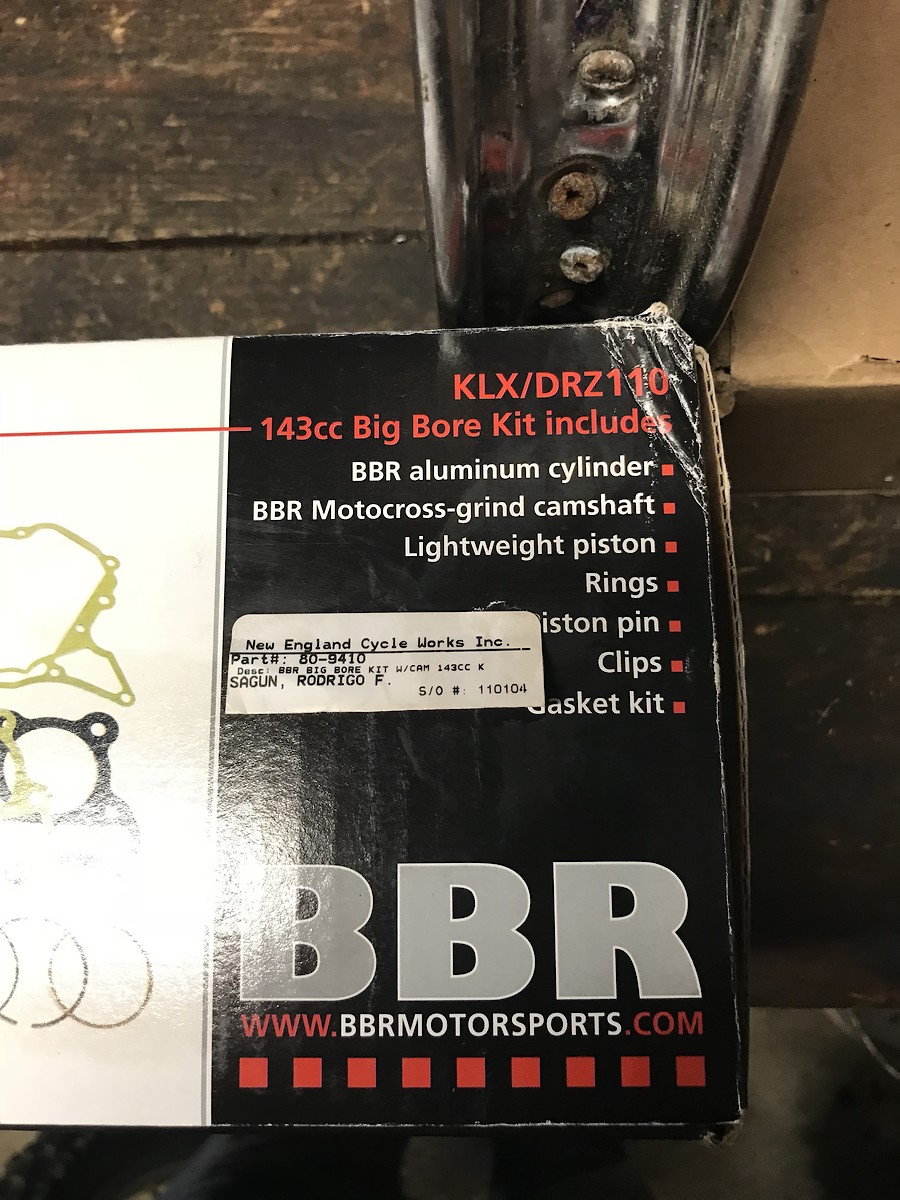 KLX/DRZ110
143cc Big Bore Kit includes
BBR aluminum cylinder
BBR Motocross-grind camshaft
Lightweight piston
Rings
iston pin
New England Cycle Works Inc.
Part#: 80-9410
Desc: BBR BIG BORE KIT W/CAM 143CC K
SAGUN, RODRIGO F.
S/O #: 110104
Clips
Gasket kit
BBR
WWW.BBRMOTORSPORTS.COM